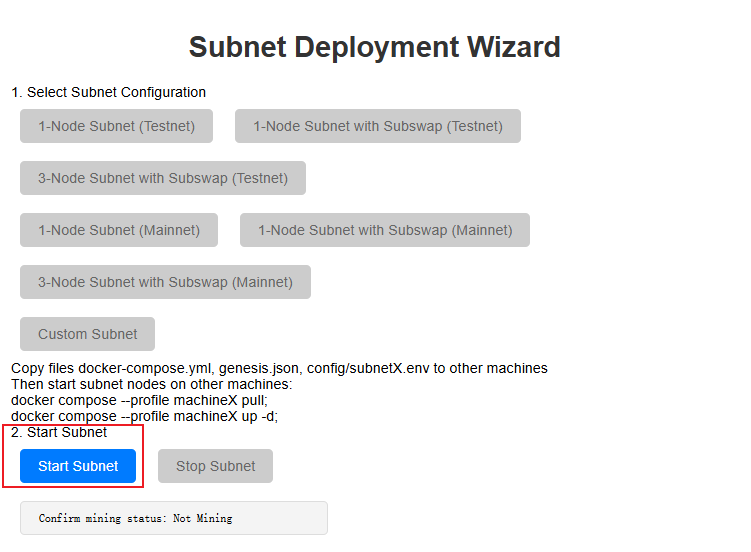 Subnet Deployment Wizard
1. Select Subnet Configuration
1-Node Subnet (Testnet)
1-Node Subnet with Subswap (Testnet)
3-Node Subnet with Subswap (Testnet)
1-Node Subnet (Mainnet)
1-Node Subnet with Subswap (Mainnet)
3-Node Subnet with Subswap (Mainnet)
Custom Subnet
Copy files docker-compose.yml, genesis.json, config/subnetX.env to other machines
Then start subnet nodes on other machines:
docker compose --profile machineX pull;
docker compose --profile machineX up -d;
2. Start Subnet
Start Subnet
Stop Subnet
Confirm mining status: Not Mining